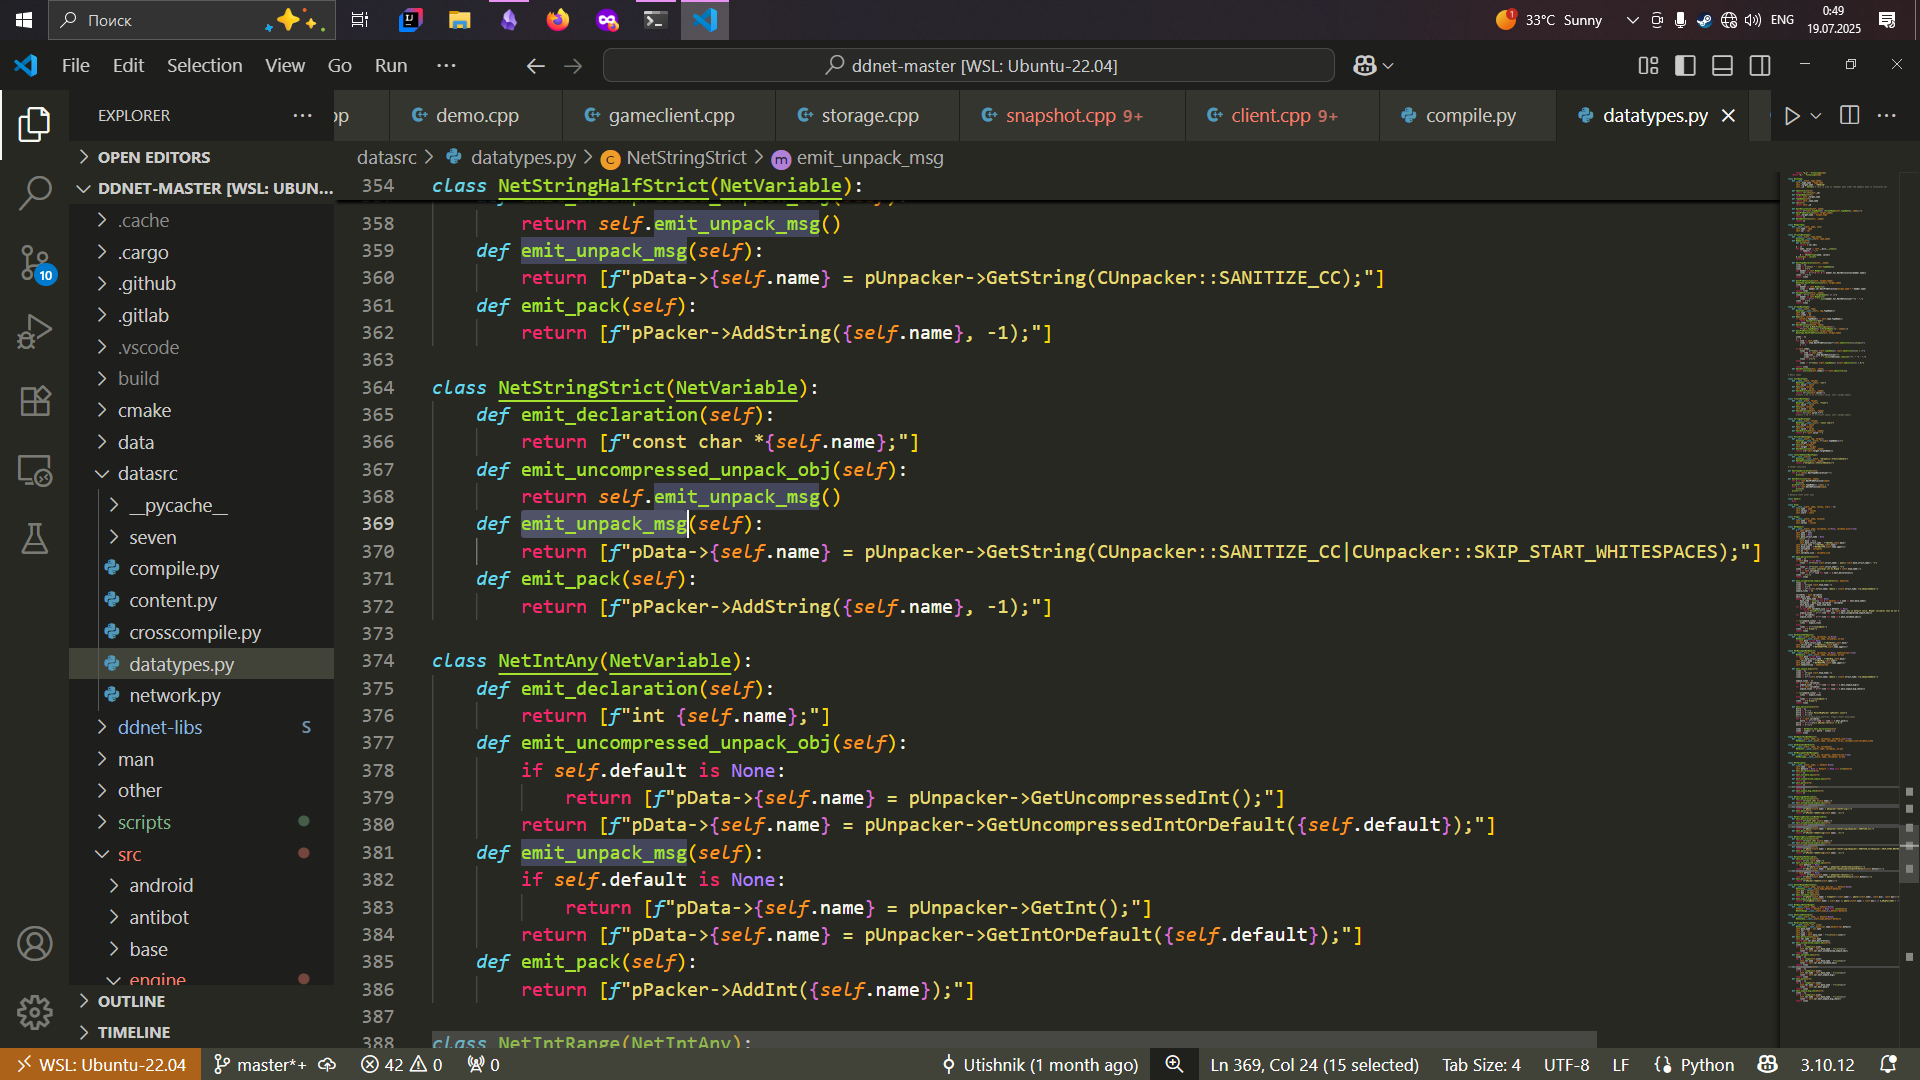 Поиск
33°C Sunny
ENG
0:49
19.07.2025
File Edit Selection View Go Run ···
ddnet-master [WSL: Ubuntu-22.04]
EXPLORER ···
pp
demo.cpp
gameclient.cpp
storage.cpp
snapshot.cpp 9+
client.cpp 9+
compile.py
datatypes.py
datasrc > datatypes.py > NetStringStrict > emit_unpack_msg
OPEN EDITORS
DDNET-MASTER [WSL: UBUN...
.cache
.cargo
.github
.gitlab
.vscode
build
cmake
data
datasrc
__pycache__
seven
compile.py
content.py
crosscompile.py
datatypes.py
network.py
ddnet-libs S
man
other
scripts
src
android
antibot
base
engine
OUTLINE
TIMELINE
10
354 class NetStringHalfStrict(NetVariable):
358 return self.emit_unpack_msg()
359 def emit_unpack_msg(self):
360 return [f"pData->{self.name} = pUnpacker->GetString(CUnpacker::SANITIZE_CC);"]
361 def emit_pack(self):
362 return [f"pPacker->AddString({self.name}, -1);"]
363
364 class NetStringStrict(NetVariable):
365 def emit_declaration(self):
366 return [f"const char *{self.name};"]
367 def emit_uncompressed_unpack_obj(self):
368 return self.emit_unpack_msg()
369 def emit_unpack_msg(self):
370 return [f"pData->{self.name} = pUnpacker->GetString(CUnpacker::SANITIZE_CC|CUnpacker::SKIP_START_WHITESPACES);"]
371 def emit_pack(self):
372 return [f"pPacker->AddString({self.name}, -1);"]
373
374 class NetIntAny(NetVariable):
375 def emit_declaration(self):
376 return [f"int {self.name};"]
377 def emit_uncompressed_unpack_obj(self):
378 if self.default is None:
379 return [f"pData->{self.name} = pUnpacker->GetUncompressedInt();"]
380 return [f"pData->{self.name} = pUnpacker->GetUncompressedIntOrDefault({self.default});"]
381 def emit_unpack_msg(self):
382 if self.default is None:
383 return [f"pData->{self.name} = pUnpacker->GetInt();"]
384 return [f"pData->{self.name} = pUnpacker->GetIntOrDefault({self.default});"]
385 def emit_pack(self):
386 return [f"pPacker->AddInt({self.name});"]
387
388 class NetIntRange(NetIntAny):
WSL: Ubuntu-22.04 master*+ 42 0 0 Utishnik (1 month ago) Ln 369, Col 24 (15 selected) Tab Size: 4 UTF-8 LF Python 3.10.12